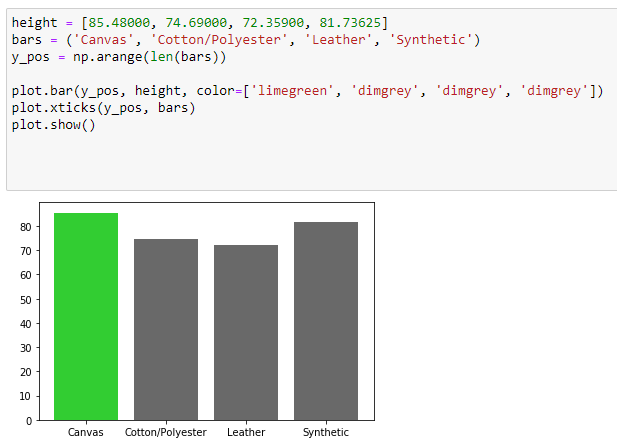 height = [85.48000, 74.69000, 72.35900, 81.73625]
bars = ('Canvas', 'Cotton/Polyester', 'Leather', 'Synthetic')
y_pos = np.arange(len(bars))
plot.bar(y_pos, height, color=['limegreen', 'dimgrey', 'dimgrey', 'dimgrey'])
plot.xticks(y_pos, bars)
plot.show()
80
70
60
50
40
30
20
10
0
Canvas Cotton/Polyester Leather Synthetic